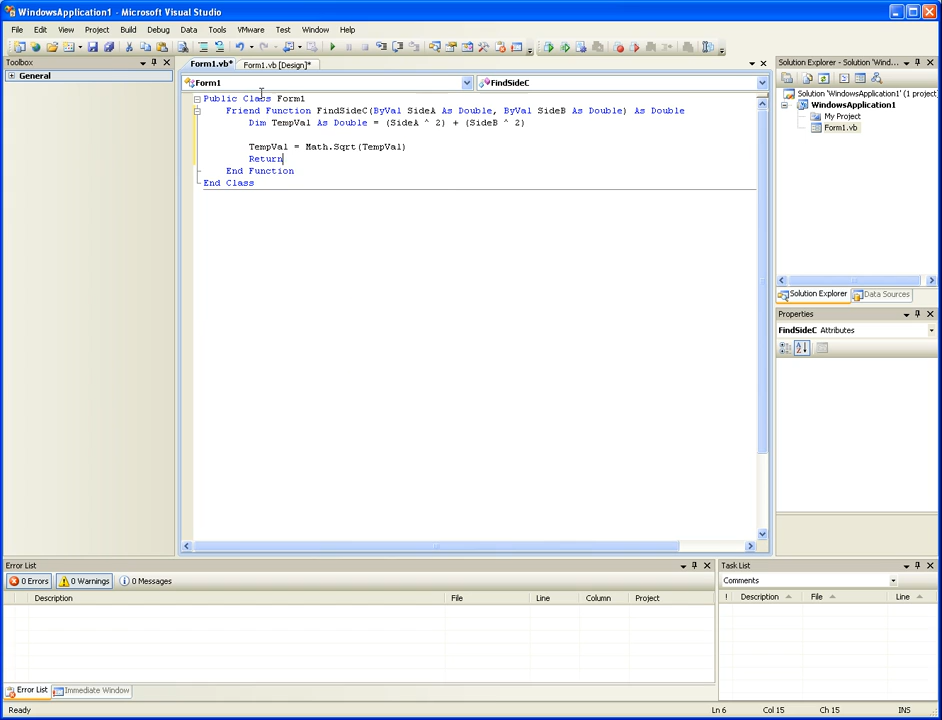 WindowsApplication1 - Microsoft Visual Studio
File Edit View Project Build Debug Data Tools VMware Test Window Help
Toolbox
General
Form1.vb* Form1.vb [Design]*
Form1 FindSideC
Public Class Form1
Friend Function FindSideC(ByVal SideA As Double, ByVal SideB As Double) As Double
Dim TempVal As Double = (SideA ^ 2) + (SideB ^ 2)
TempVal = Math.Sqrt(TempVal)
Return
End Function
End Class
Solution Explorer - Solution 'Wind...
Solution 'WindowsApplication1' (1 project)
WindowsApplication1
My Project
Form1.vb
Solution Explorer Data Sources
Properties
FindSideC Attributes
Error List
0 Errors 0 Warnings 0 Messages
Description File Line Column Project
Error List Immediate Window
Task List
Comments
! Description File Line
Ready Ln 6 Col 15 Ch 15 INS